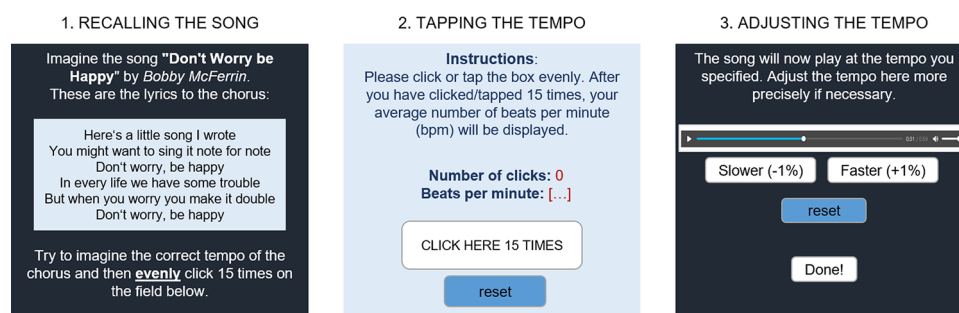 1. RECALLING THE SONG
Imagine the song "Don't Worry be
Happy" by Bobby McFerrin.
These are the lyrics to the chorus:
Here's a little song I wrote
You might want to sing it note for note
Don't worry, be happy
In every life we have some trouble
But when you worry you make it double
Don't worry, be happy
Try to imagine the correct tempo of the
chorus and then evenly click 15 times on
the field below.
2. TAPPING THE TEMPO
Instructions:
Please click or tap the box evenly. After
you have clicked/tapped 15 times, your
average number of beats per minute
(bpm) will be displayed.
Number of clicks: 0
Beats per minute: [...]
CLICK HERE 15 TIMES
reset
3. ADJUSTING THE TEMPO
The song will now play at the tempo you
specified. Adjust the tempo here more
precisely if necessary.
0:31
Slower (-1%) Faster (+1%)
reset
Done!